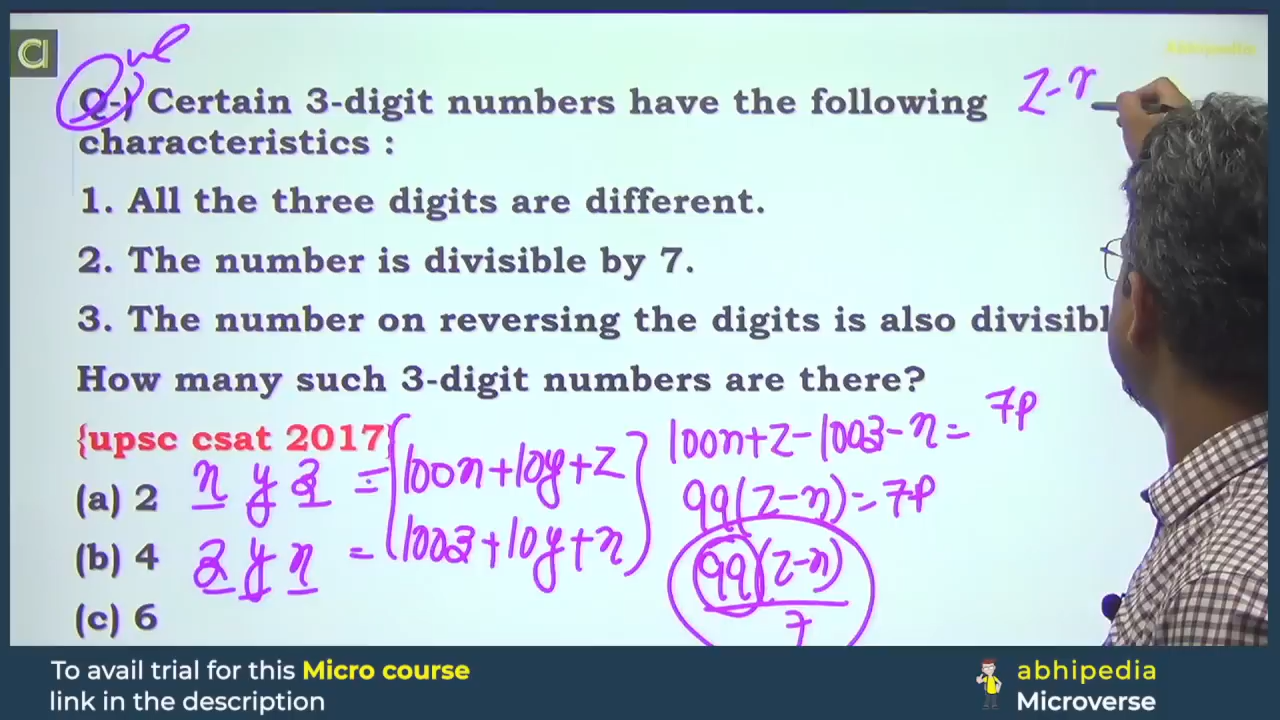 Abhipedia
Que
Z-x
Q-) Certain 3-digit numbers have the following
characteristics :
1. All the three digits are different.
2. The number is divisible by 7.
3. The number on reversing the digits is also divisibl
How many such 3-digit numbers are there?
{upsc csat 2017}
(a) 2
(b) 4
(c) 6
x y z = 100x+10y+z
z y x = 100z+10y+x
100x+z-100z-x = 7p
99(z-x)=7p
99(z-x)
7
To avail trial for this Micro course
link in the description
abhipedia
Microverse